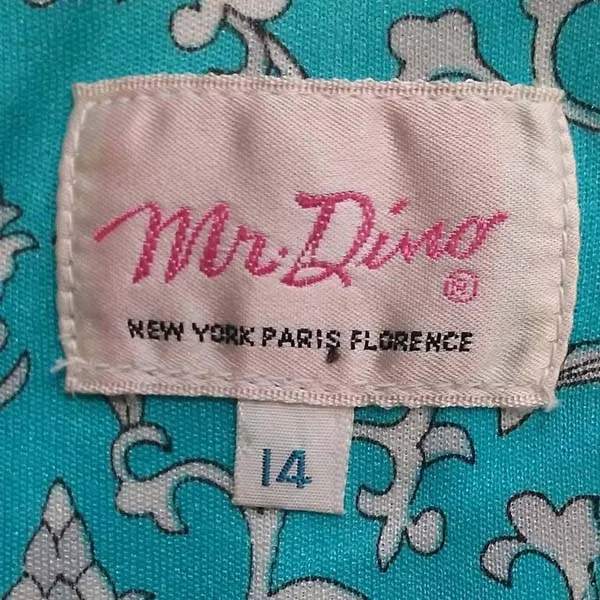 Mr. Dino ®
NEW YORK PARIS FLORENCE
14